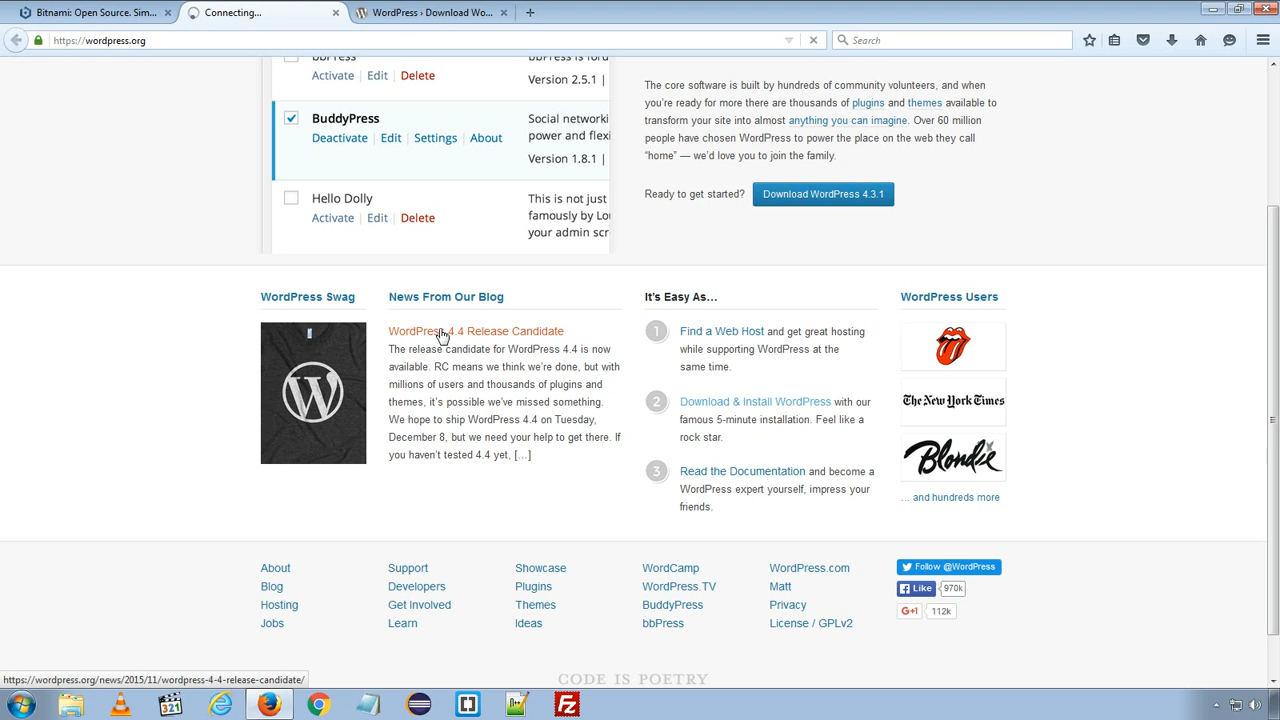 Bitnami: Open Source. Sim...
Connecting...
WordPress › Download Wo...
https://wordpress.org
Search
bbPress
Activate | Edit | Delete
Version 2.5.1 |
BuddyPress
Deactivate | Edit | Settings | About
Social networki
power and flexi
Version 1.8.1 |
Hello Dolly
Activate | Edit | Delete
This is not just
famously by Lou
your admin scr
The core software is built by hundreds of community volunteers, and when
you're ready for more there are thousands of plugins and themes available to
transform your site into almost anything you can imagine. Over 60 million
people have chosen WordPress to power the place on the web they call
“home” — we'd love you to join the family.
Ready to get started? Download WordPress 4.3.1
WordPress Swag
W
News From Our Blog
WordPress 4.4 Release Candidate
The release candidate for WordPress 4.4 is now
available. RC means we think we're done, but with
millions of users and thousands of plugins and
themes, it's possible we've missed something.
We hope to ship WordPress 4.4 on Tuesday,
December 8, but we need your help to get there. If
you haven't tested 4.4 yet, […]
It's Easy As…
1 Find a Web Host and get great hosting
while supporting WordPress at the
same time.
2 Download & Install WordPress with our
famous 5-minute installation. Feel like a
rock star.
3 Read the Documentation and become a
WordPress expert yourself, impress your
friends.
WordPress Users
The New York Times
Blondie
… and hundreds more
About
Blog
Hosting
Jobs
Support
Developers
Get Involved
Learn
Showcase
Plugins
Themes
Ideas
WordCamp
WordPress.TV
BuddyPress
bbPress
WordPress.com
Matt
Privacy
License / GPLv2
Follow @WordPress
Like 970k
G+1 112k
CODE IS POETRY
https://wordpress.org/news/2015/11/wordpress-4-4-release-candidate/
321
Fz